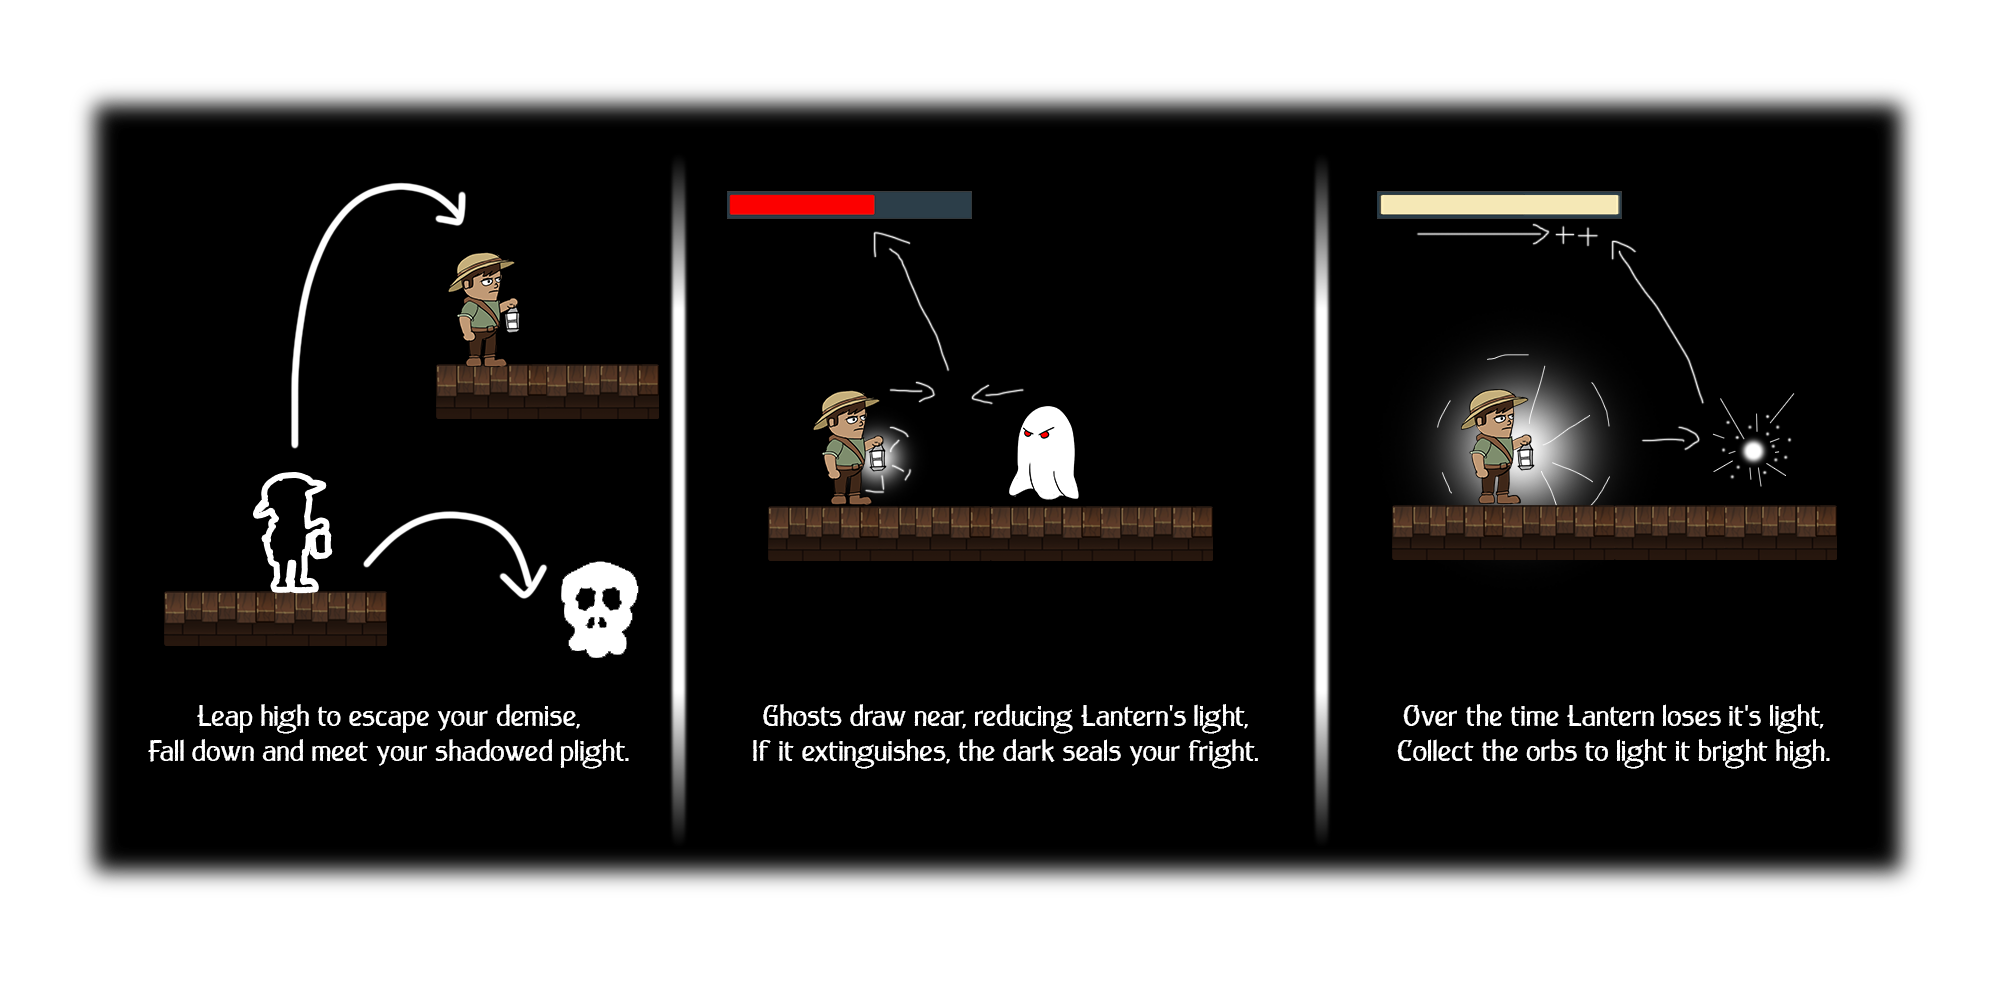 ++
Leap high to escape your demise,
Fall down and meet your shadowed plight.
Ghosts draw near, reducing Lantern's light,
If it extinguishes, the dark seals your fright.
Over the time Lantern loses it's light,
Collect the orbs to light it bright high.